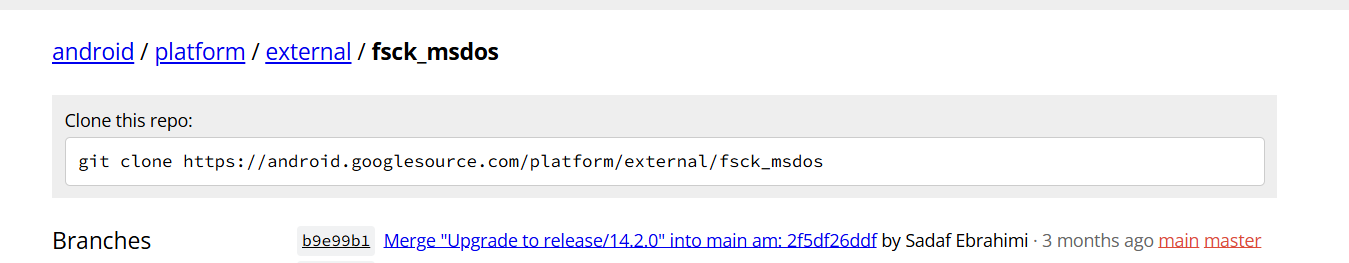 android / platform / external / fsck_msdos
Clone this repo:
git clone https://android.googlesource.com/platform/external/fsck_msdos
Branches
b9e99b1 Merge "Upgrade to release/14.2.0" into main am: 2f5df26ddf by Sadaf Ebrahimi · 3 months ago main master